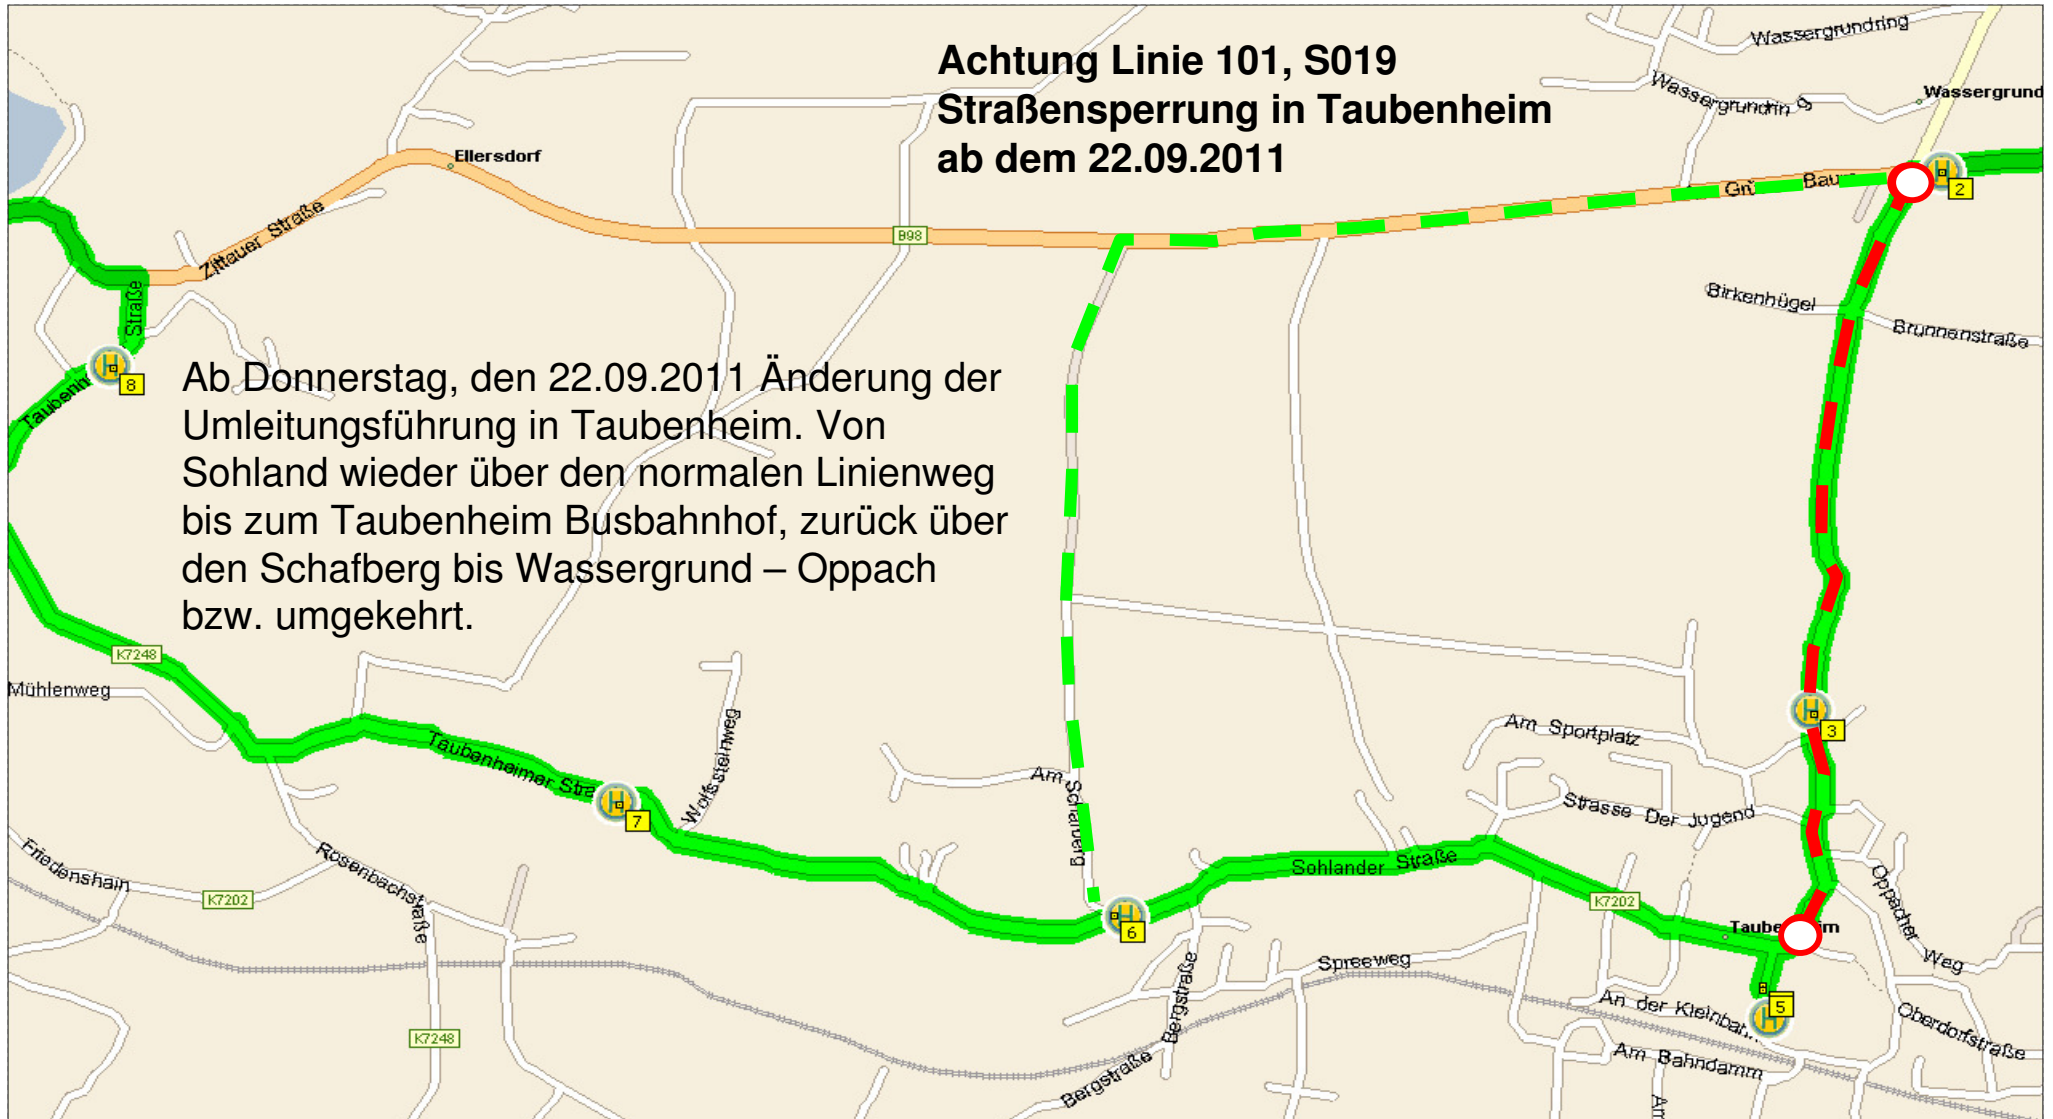 Achtung Linie 101, S019
Straßensperrung in Taubenheim
ab dem 22.09.2011
Wassergrundring
Wassergrundrin g
Wassergrund
Ellersdorf
Zittauer Straße
B98
2
Birkenhügel
Brunnenstraße
Straße
8
Ab Donnerstag, den 22.09.2011 Änderung der
Umleitungsführung in Taubenheim. Von
Sohland wieder über den normalen Linienweg
bis zum Taubenheim Busbahnhof, zurück über
den Schafberg bis Wassergrund – Oppach
bzw. umgekehrt.
K7248
Mühlenweg
Taubenheimer Stra
7
Wolfssteinweg
Am Schafberg
Am Sportplatz
3
Strasse Der Jugend
Sohlander Straße
Friedenshain
K7202
Rosenbachstraße
6
K7202
Oppacher Weg
Spreeweg
Bergstraße
Bergstraße
5
An der Kleinbah
Am Bahndamm
Oberdorfstraße
K7248
Am